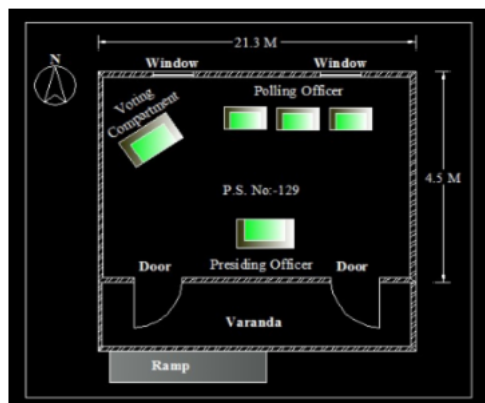 21.3 M
N
Window
Window
Voting
Compartment
Polling Officer
P.S. No:-129
4.5 M
Door
Presiding Officer
Door
Varanda
Ramp